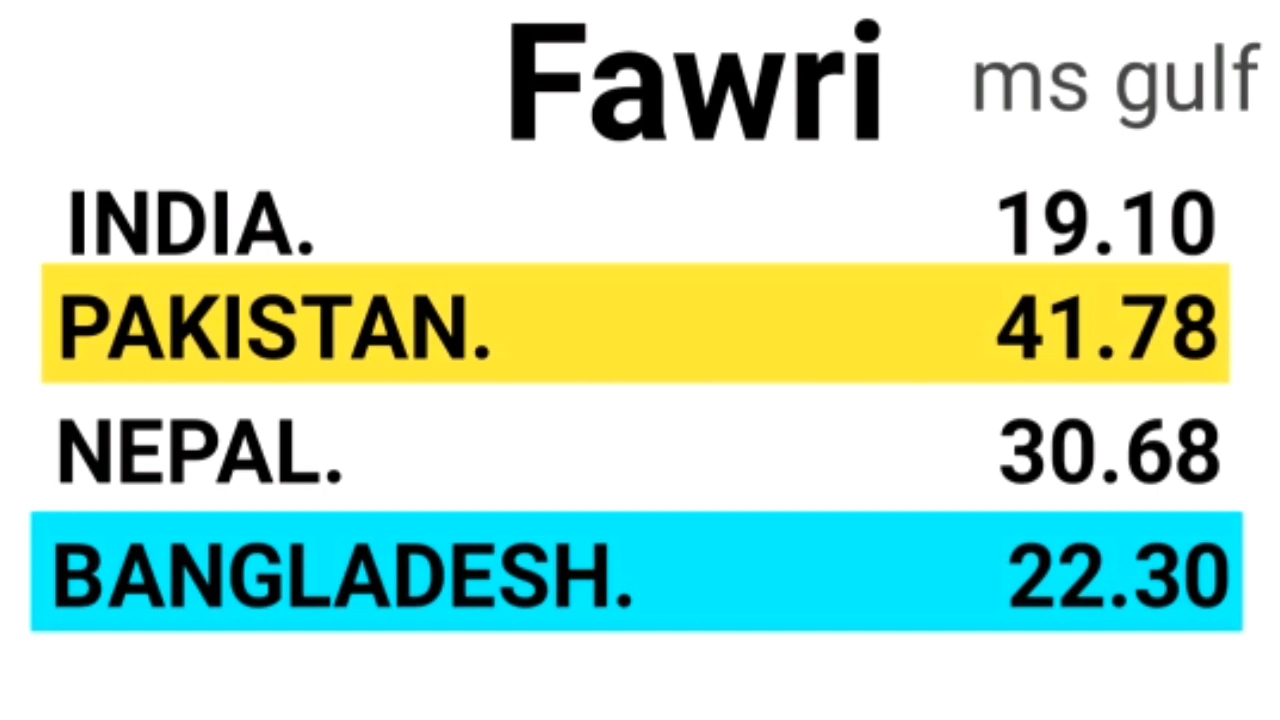 Fawri ms gulf
INDIA. 19.10
PAKISTAN. 41.78
NEPAL. 30.68
BANGLADESH. 22.30